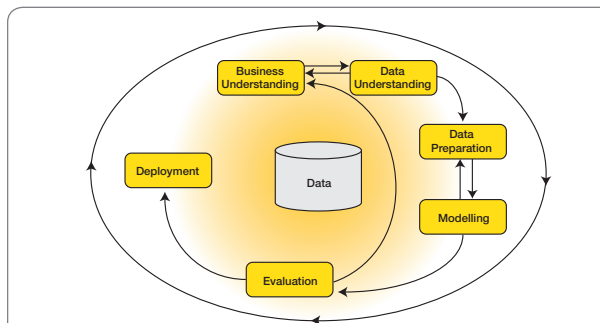 Business
Understanding
Data
Understanding
Data
Preparation
Deployment
Data
Modelling
Evaluation